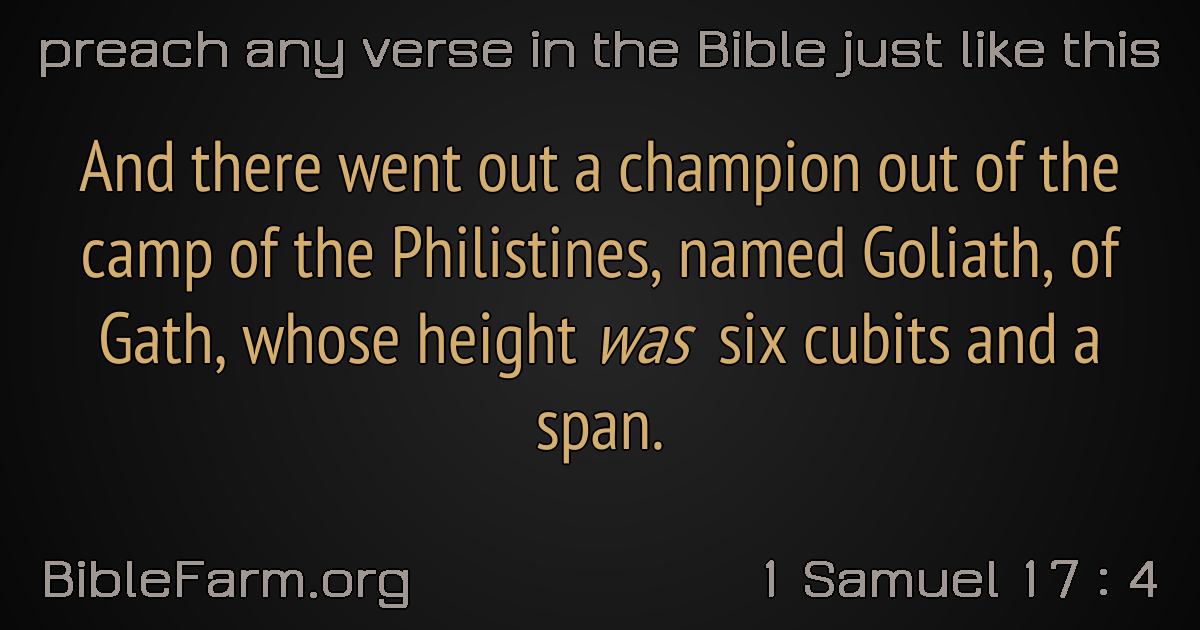 preach any verse in the Bible just like this
And there went out a champion out of the
camp of the Philistines, named Goliath, of
Gath, whose height was six cubits and a
span.
BibleFarm.org
1 Samuel 17 : 4